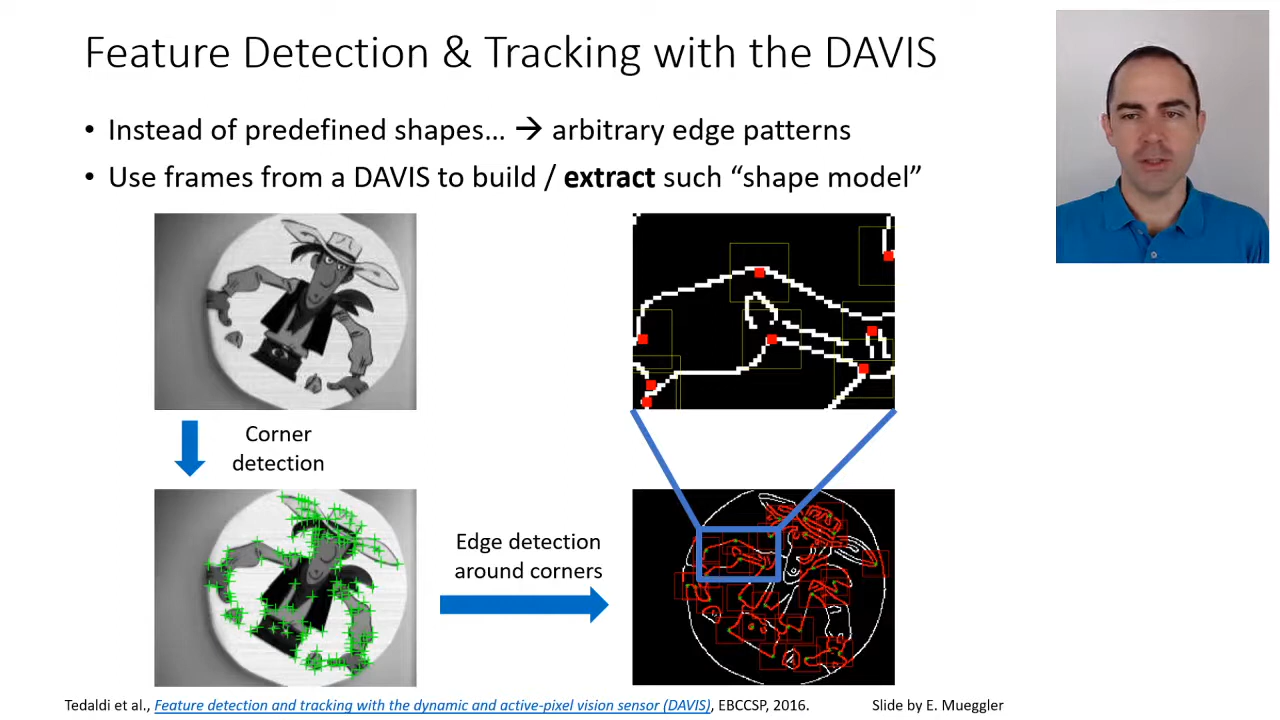 Feature Detection & Tracking with the DAVIS
• Instead of predefined shapes… → arbitrary edge patterns
• Use frames from a DAVIS to build / extract such “shape model”
Corner
detection
Edge detection
around corners
Tedaldi et al., Feature detection and tracking with the dynamic and active-pixel vision sensor (DAVIS), EBCCSP, 2016.
Slide by E. Mueggler